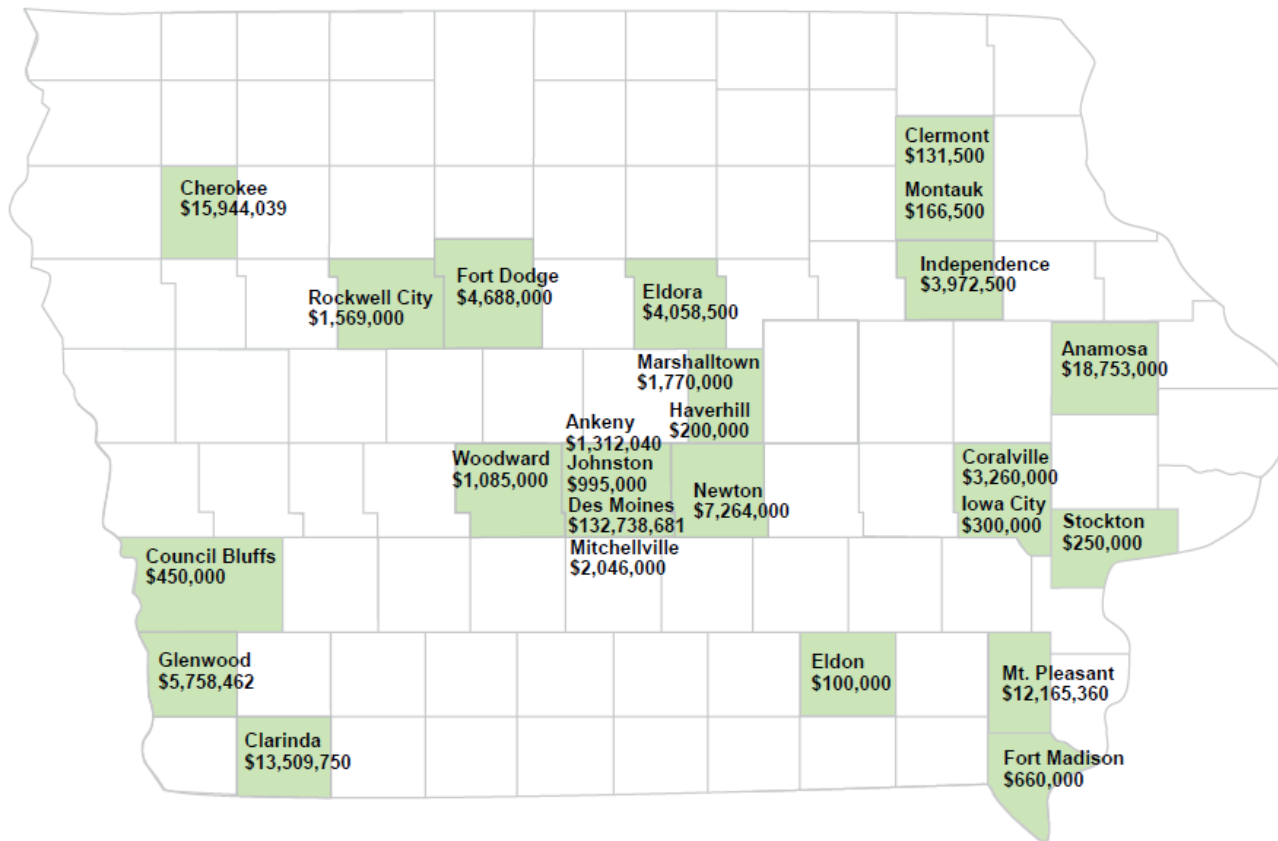 Clermont
$131,500
Montauk
$166,500
Cherokee
$15,944,039
Independence
$3,972,500
Fort Dodge
$4,688,000
Rockwell City
$1,569,000
Eldora
$4,058,500
Anamosa
$18,753,000
Marshalltown
$1,770,000
Haverhill
$200,000
Ankeny
$1,312,040
Johnston
$995,000
Des Moines
$132,738,681
Mitchellville
$2,046,000
Woodward
$1,085,000
Newton
$7,264,000
Coralville
$3,260,000
Iowa City
$300,000
Stockton
$250,000
Council Bluffs
$450,000
Glenwood
$5,758,462
Eldon
$100,000
Mt. Pleasant
$12,165,360
Clarinda
$13,509,750
Fort Madison
$660,000